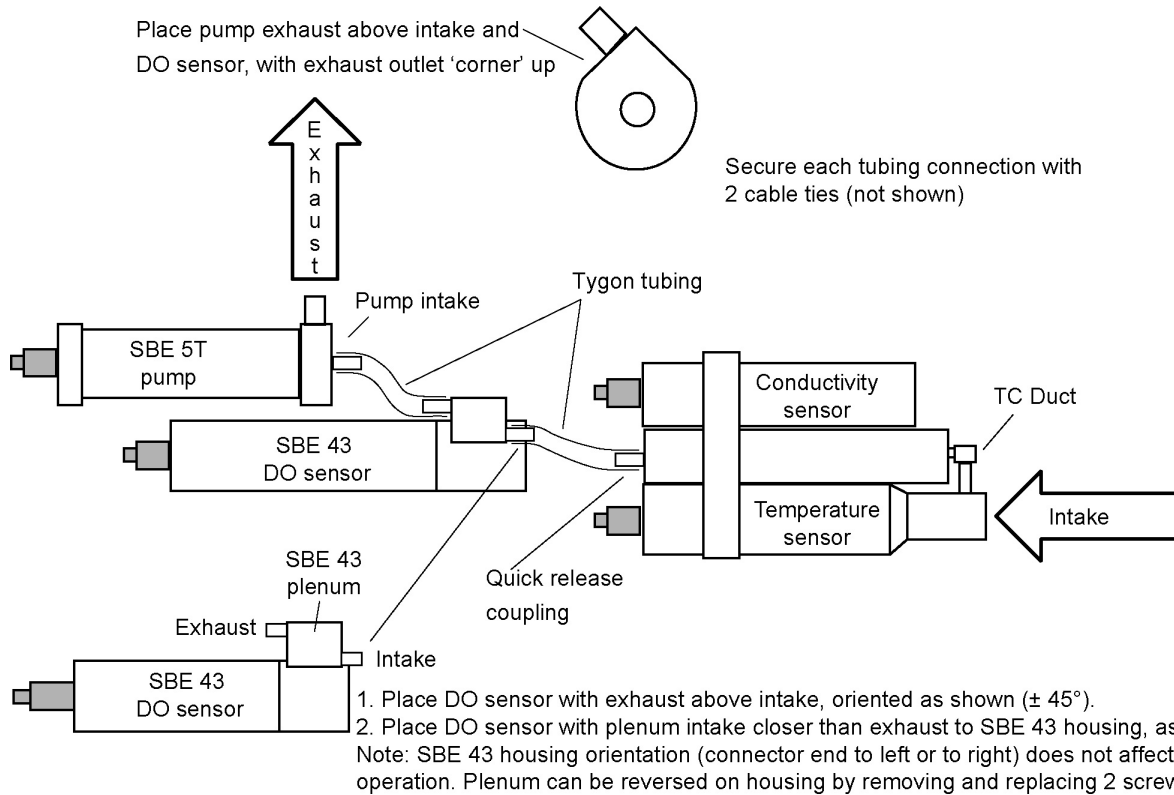 Place pump exhaust above intake and
DO sensor, with exhaust outlet ‘corner’ up
Exhaust
Secure each tubing connection with
2 cable ties (not shown)
Tygon tubing
Pump intake
SBE 5T
pump
Conductivity
sensor
TC Duct
SBE 43
DO sensor
Temperature
sensor
Intake
Quick release
coupling
SBE 43
plenum
Exhaust
Intake
SBE 43
DO sensor
1. Place DO sensor with exhaust above intake, oriented as shown (± 45°).
2. Place DO sensor with plenum intake closer than exhaust to SBE 43 housing, as
Note: SBE 43 housing orientation (connector end to left or to right) does not affect
operation. Plenum can be reversed on housing by removing and replacing 2 screw